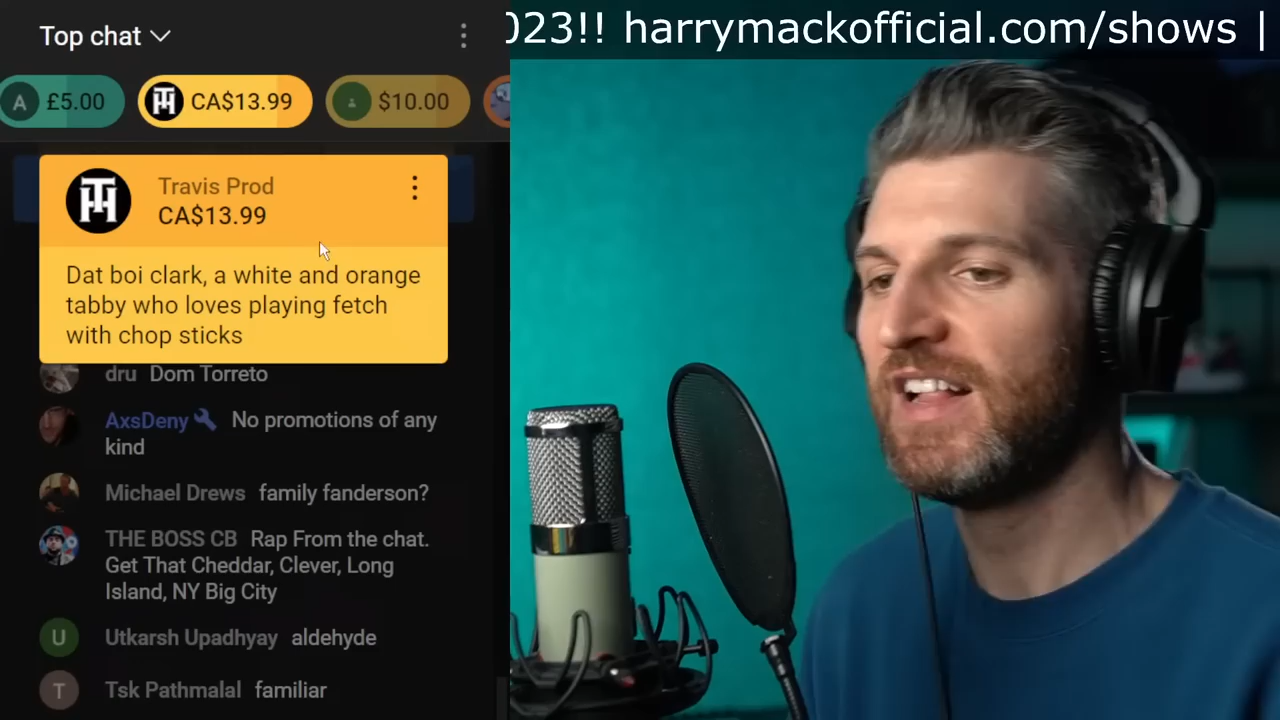 Top chat
023!! harrymackofficial.com/shows |
A £5.00
CA$13.99
$10.00
Travis Prod
CA$13.99
Dat boi clark, a white and orange
tabby who loves playing fetch
with chop sticks
dru Dom Torreto
AxsDeny No promotions of any
kind
Michael Drews family fanderson?
THE BOSS CB Rap From the chat.
Get That Cheddar, Clever, Long
Island, NY Big City
U Utkarsh Upadhyay aldehyde
T Tsk Pathmalal familiar